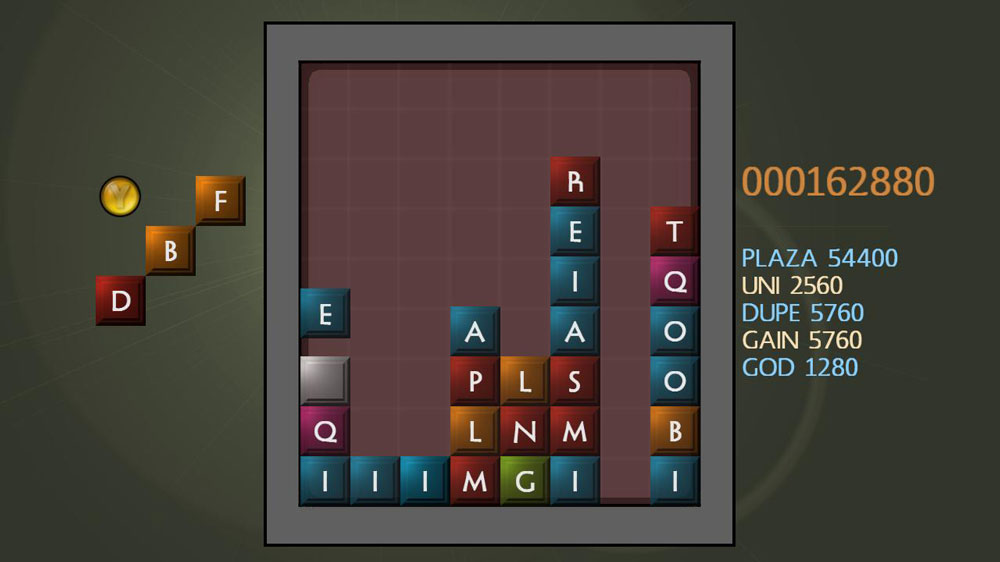 Y
F
B
D
R
E T
I Q
E A A O
P L S O
Q L N M B
I I I M G I I
000162880
PLAZA 54400
UNI 2560
DUPE 5760
GAIN 5760
GOD 1280